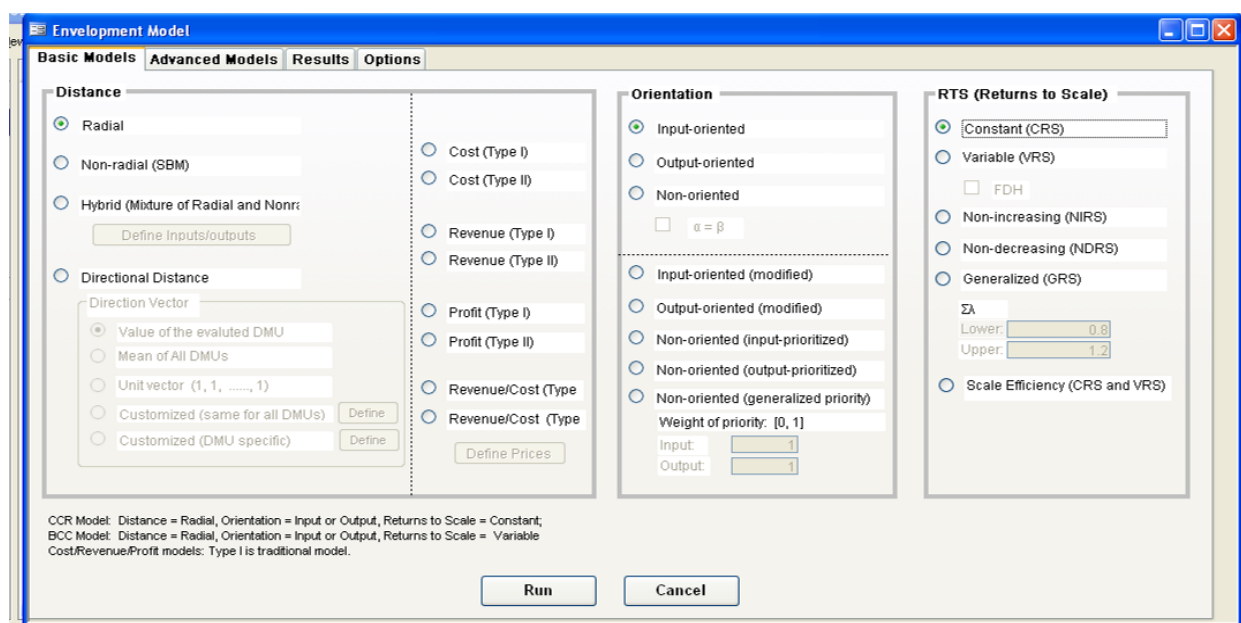 Envelopment Model
Basic Models Advanced Models Results Options
Distance
Radial
Non-radial (SBM)
Hybrid (Mixture of Radial and Nonra
Define Inputs/outputs
Directional Distance
Direction Vector
Value of the evaluted DMU
Mean of All DMUs
Unit vector (1, 1, ......, 1)
Customized (same for all DMUs) Define
Customized (DMU specific) Define
Cost (Type I)
Cost (Type II)
Revenue (Type I)
Revenue (Type II)
Profit (Type I)
Profit (Type II)
Revenue/Cost (Type
Revenue/Cost (Type
Define Prices
Orientation
Input-oriented
Output-oriented
Non-oriented
α = β
Input-oriented (modified)
Output-oriented (modified)
Non-oriented (input-prioritized)
Non-oriented (output-prioritized)
Non-oriented (generalized priority)
Weight of priority: [0, 1]
Input: 1
Output: 1
RTS (Returns to Scale)
Constant (CRS)
Variable (VRS)
FDH
Non-increasing (NIRS)
Non-decreasing (NDRS)
Generalized (GRS)
Σλ
Lower: 0.8
Upper: 1.2
Scale Efficiency (CRS and VRS)
CCR Model: Distance = Radial, Orientation = Input or Output, Returns to Scale = Constant;
BCC Model: Distance = Radial, Orientation = Input or Output, Returns to Scale = Variable
Cost/Revenue/Profit models: Type I is traditional model.
Run Cancel